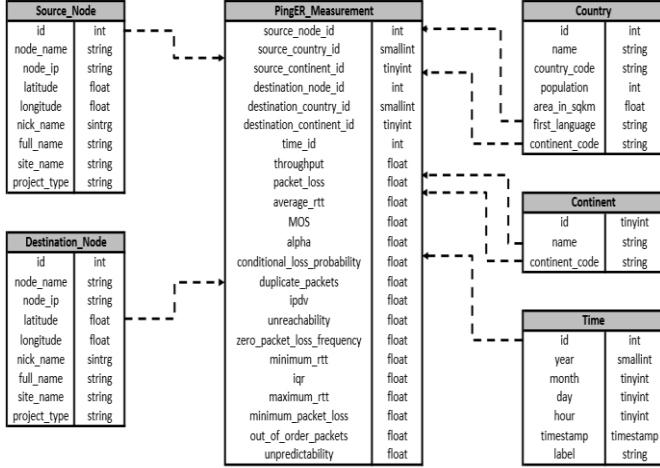 Source_Node
id int
node_name string
node_ip string
latitude float
longitude float
nick_name sintrg
full_name string
site_name string
project_type string
Destination_Node
id int
node_name string
node_ip string
latitude float
longitude float
nick_name sintrg
full_name string
site_name string
project_type string
PingER_Measurement
source_node_id int
source_country_id smallint
source_continent_id tinyint
destination_node_id int
destination_country_id smallint
destination_continent_id tinyint
time_id int
throughput float
packet_loss float
average_rtt float
MOS float
alpha float
conditional_loss_probability float
duplicate_packets float
ipdv float
unreachability float
zero_packet_loss_frequency float
minimum_rtt float
iqr float
maximum_rtt float
minimum_packet_loss float
out_of_order_packets float
unpredictability float
Country
id int
name string
country_code string
population int
area_in_sqkm float
first_language string
continent_code string
Continent
id tinyint
name string
continent_code string
Time
id int
year smallint
month tinyint
day tinyint
hour tinyint
timestamp timestamp
label string